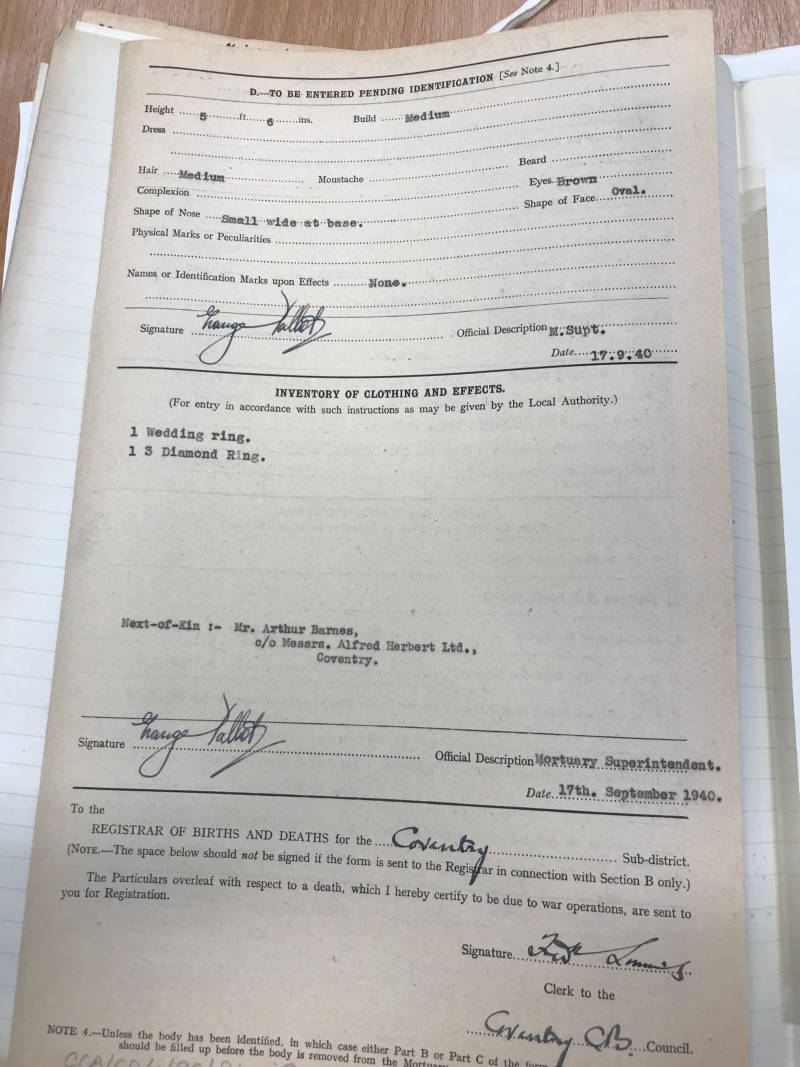 D.—TO BE ENTERED PENDING IDENTIFICATION [See Note 4.]
Height 5 ft. 6 ins. Build Medium
Dress
Beard
Hair Medium Moustache Eyes Brown
Complexion Shape of Face Oval.
Shape of Nose Small wide at base.
Physical Marks or Peculiarities
Names or Identification Marks upon Effects None.
Signature Talbot Official Description M.Supt.
Date 17.9.40
INVENTORY OF CLOTHING AND EFFECTS.
(For entry in accordance with such instructions as may be given by the Local Authority.)
1 Wedding ring.
1 3 Diamond Ring.
Next-of-Kin :- Mr. Arthur Barnes,
c/o Messrs. Alfred Herbert Ltd.,
Coventry.
Signature Talbot Official Description Mortuary Superintendent.
Date 17th. September 1940.
To the
REGISTRAR OF BIRTHS AND DEATHS for the Coventry Sub-district.
(NOTE.—The space below should not be signed if the form is sent to the Registrar in connection with Section B only.)
The Particulars overleaf with respect to a death, which I hereby certify to be due to war operations, are sent to
you for Registration.
Signature
Clerk to the
Coventry C.B. Council.
NOTE 4.—Unless the body has been identified, in which case either Part B or Part C of the form
should be filled up before the body is removed from the